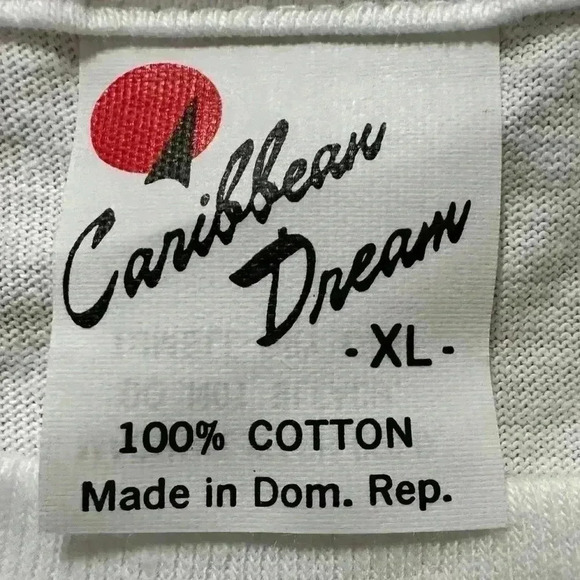 Caribbean
Dream
- XL -
100% COTTON
Made in Dom. Rep.